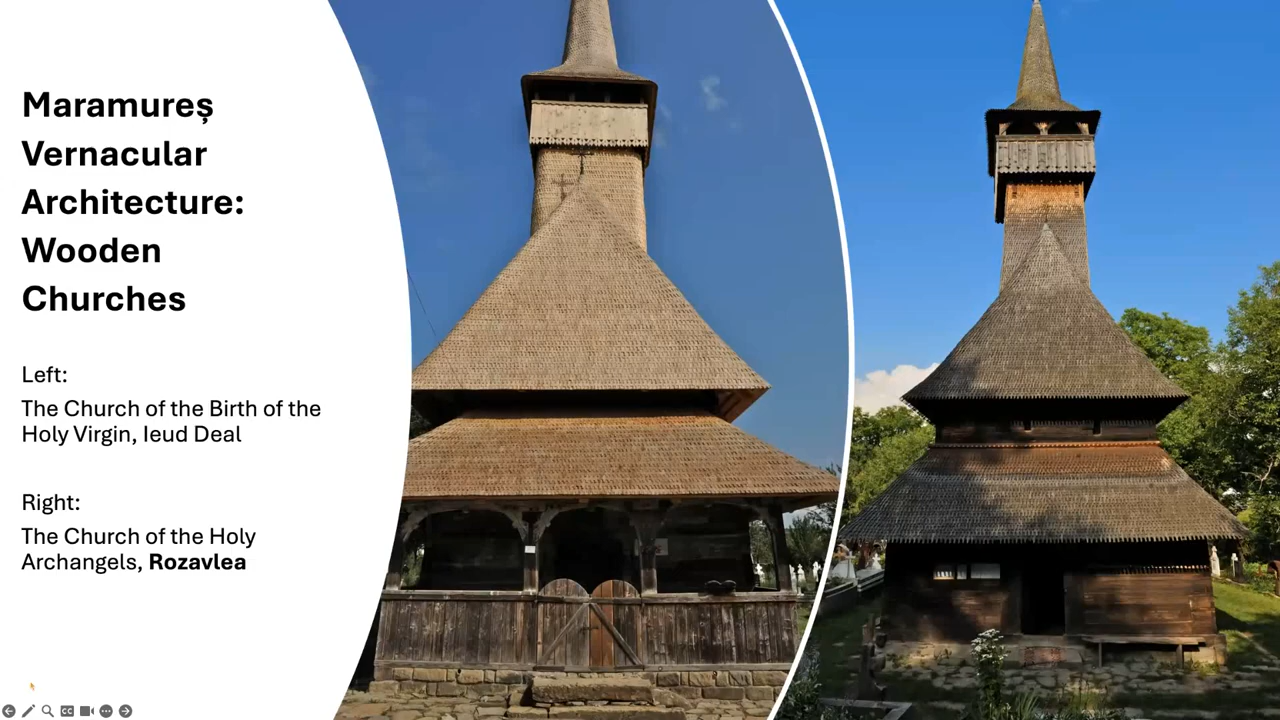 Maramureș
Vernacular
Architecture:
Wooden
Churches
Left:
The Church of the Birth of the
Holy Virgin, Ieud Deal
Right:
The Church of the Holy
Archangels, Rozavlea
CC